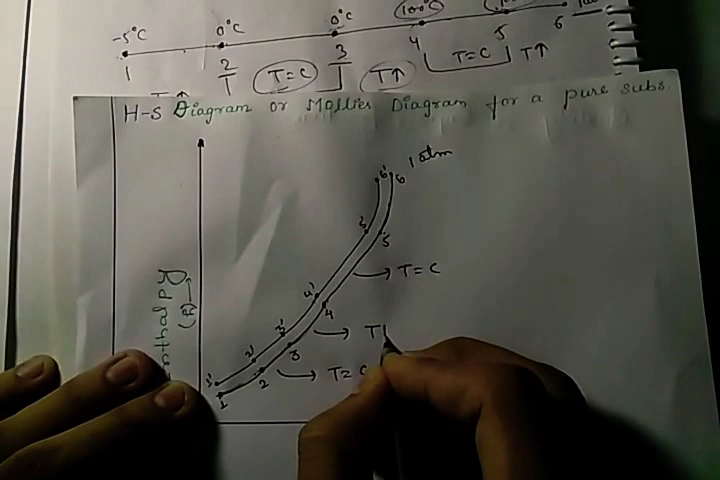 -5°C 0°C 0°C 100°C
1 2 3 4 5 6
1 T=C T↑ T=C T↑
H-S Diagram or Mollier Diagram for a pure subs.
1 atm
6' 6
5' 5
T=C
4' 4
3' 3
T
2' 2
T=C
1' 1
(h)